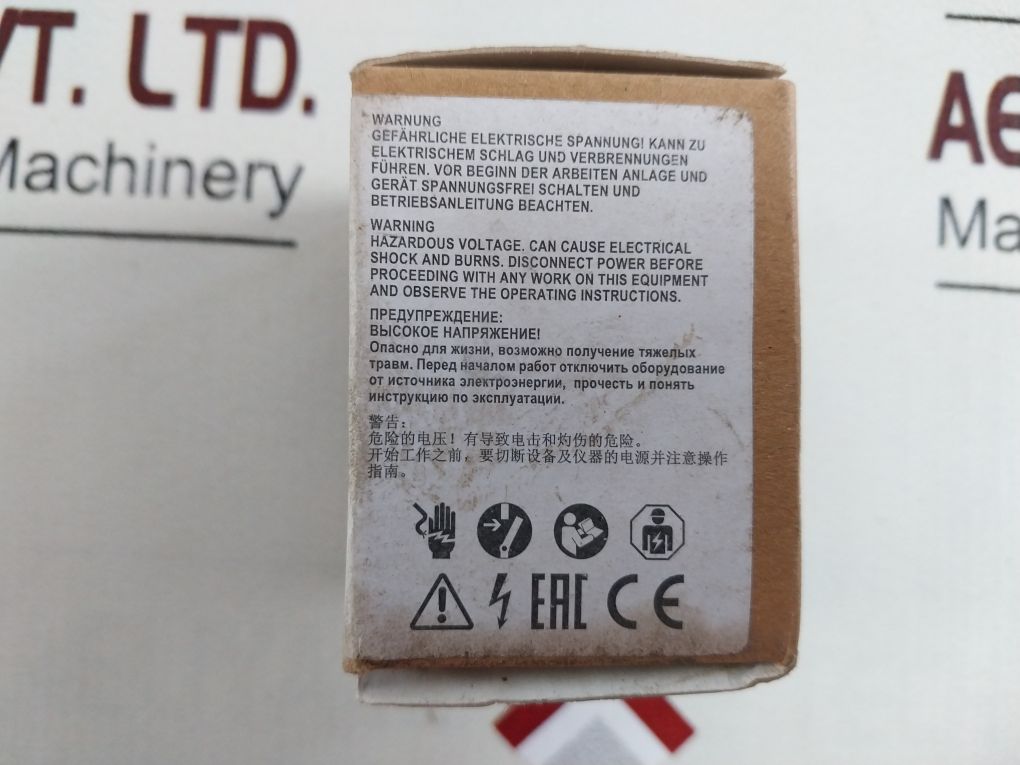 VT. LTD.
Machinery
WARNUNG
GEFÄHRLICHE ELEKTRISCHE SPANNUNG! KANN ZU
ELEKTRISCHEM SCHLAG UND VERBRENNUNGEN
FÜHREN. VOR BEGINN DER ARBEITEN ANLAGE UND
GERÄT SPANNUNGSFREI SCHALTEN UND
BETRIEBSANLEITUNG BEACHTEN.
WARNING
HAZARDOUS VOLTAGE. CAN CAUSE ELECTRICAL
SHOCK AND BURNS. DISCONNECT POWER BEFORE
PROCEEDING WITH ANY WORK ON THIS EQUIPMENT
AND OBSERVE THE OPERATING INSTRUCTIONS.
ПРЕДУПРЕЖДЕНИЕ:
ВЫСОКОЕ НАПРЯЖЕНИЕ!
Опасно для жизни, возможно получение тяжелых
травм. Перед началом работ отключить оборудование
от источника электроэнергии, прочесть и понять
инструкцию по эксплуатации.
警告：
危险的电压！有导致电击和灼伤的危险。
开始工作之前，要切断设备及仪器的电源并注意操作
指南。
EAC CE
Ma